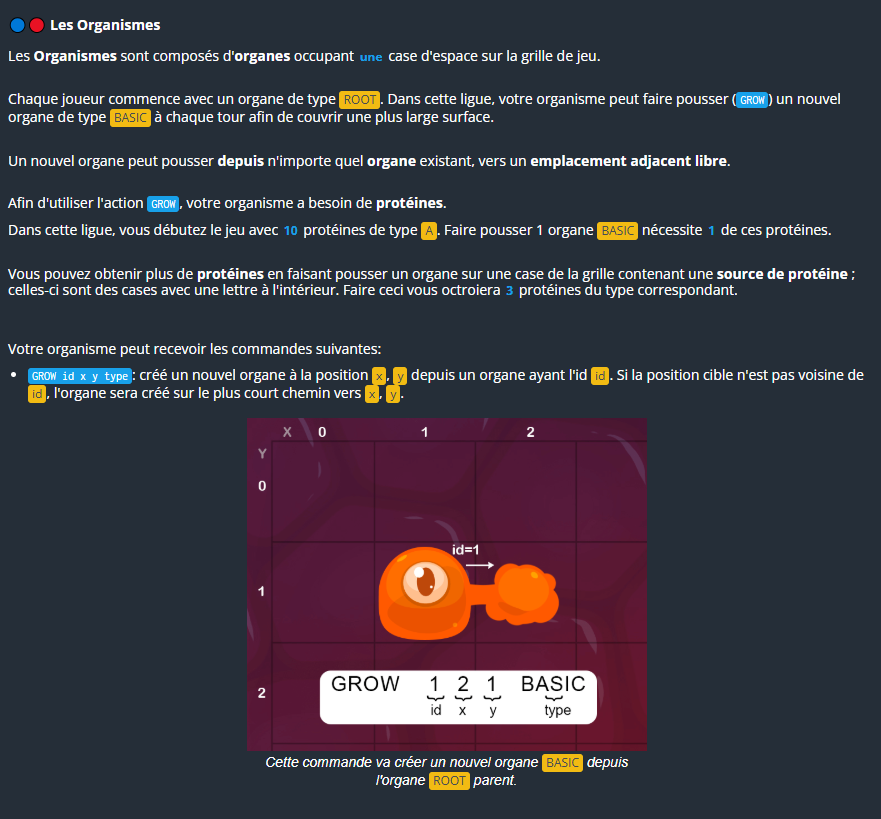 Les Organismes
Les Organismes sont composés d'organes occupant une case d'espace sur la grille de jeu.
Chaque joueur commence avec un organe de type ROOT. Dans cette ligue, votre organisme peut faire pousser (GROW) un nouvel
organe de type BASIC à chaque tour afin de couvrir une plus large surface.
Un nouvel organe peut pousser depuis n'importe quel organe existant, vers un emplacement adjacent libre.
Afin d'utiliser l'action GROW, votre organisme a besoin de protéines.
Dans cette ligue, vous débutez le jeu avec 10 protéines de type A. Faire pousser 1 organe BASIC nécessite 1 de ces protéines.
Vous pouvez obtenir plus de protéines en faisant pousser un organe sur une case de la grille contenant une source de protéine ;
celles-ci sont des cases avec une lettre à l'intérieur. Faire ceci vous octroiera 3 protéines du type correspondant.
Votre organisme peut recevoir les commandes suivantes:
• GROW id x y type: créé un nouvel organe à la position x, y depuis un organe ayant l'id id. Si la position cible n'est pas voisine de
id, l'organe sera créé sur le plus court chemin vers x, y.
X 0 1 2
Y
0
id=1
1
2
GROW 1 2 1 BASIC
id x y type
Cette commande va créer un nouvel organe BASIC depuis
l'organe ROOT parent.